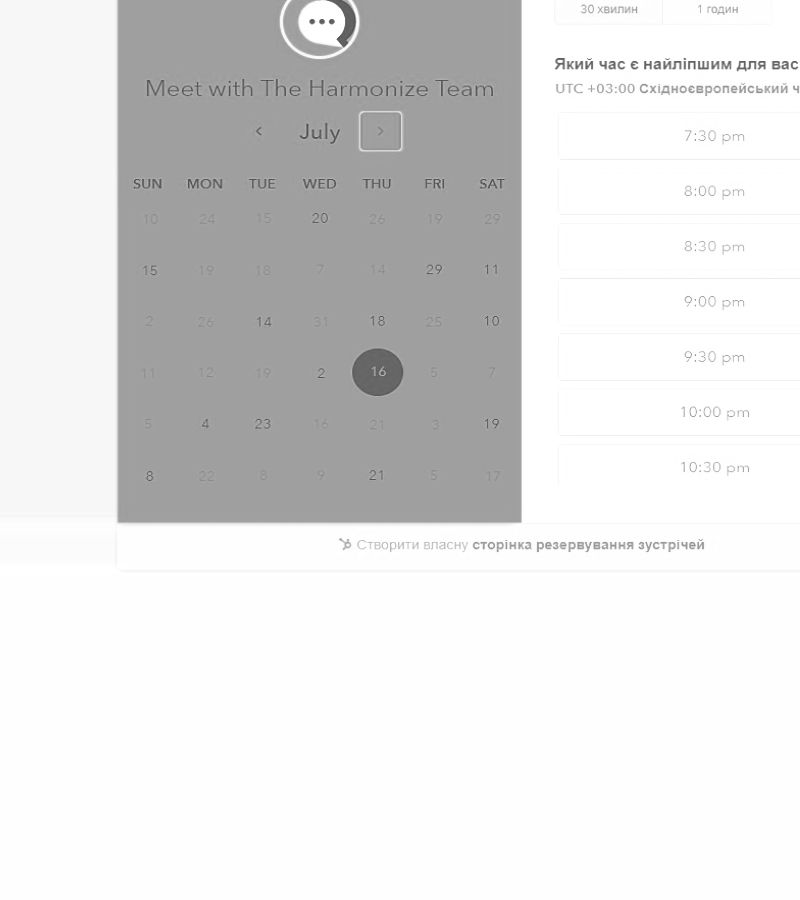 30 хвилин 1 годин
Meet with The Harmonize Team
July
SUN MON TUE WED THU FRI SAT
10 24 15 20 26 19 29
15 19 18 7 14 29 11
2 26 14 31 18 25 10
11 12 19 2 16 5 7
5 4 23 16 21 3 19
8 22 8 9 21 5 17
Який час є найліпшим для вас
UTC +03:00 Східноєвропейський ч
7:30 pm
8:00 pm
8:30 pm
9:00 pm
9:30 pm
10:00 pm
10:30 pm
Створити власну сторінка резервування зустрічей